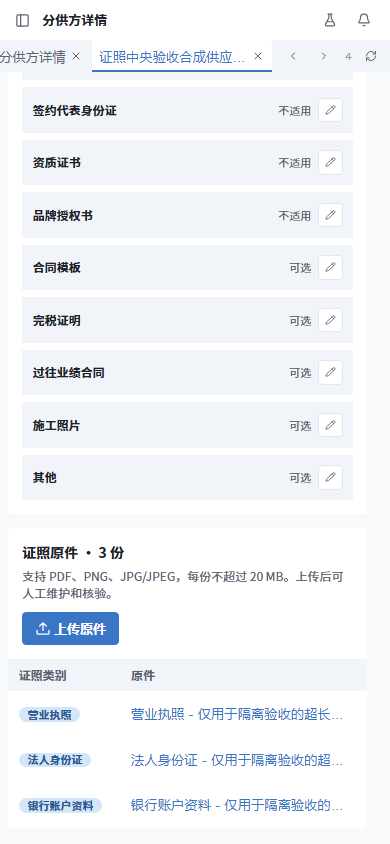 分供方详情
分供方详情
证照中央验收合成供应...
4
签约代表身份证 不适用
资质证书 不适用
品牌授权书 不适用
合同模板 可选
完税证明 可选
过往业绩合同 可选
施工照片 可选
其他 可选
证照原件 · 3 份
支持 PDF、PNG、JPG/JPEG，每份不超过 20 MB。上传后可
人工维护和核验。
上传原件
证照类别 原件
营业执照 营业执照 - 仅用于隔离验收的超长...
法人身份证 法人身份证 - 仅用于隔离验收的超...
银行账户资料 银行账户资料 - 仅用于隔离验收的...